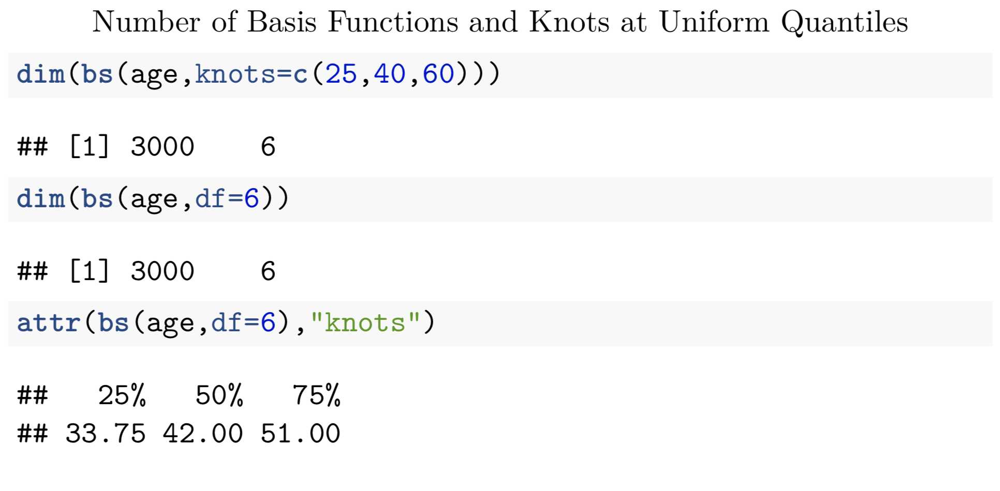 Number of Basis Functions and Knots at Uniform Quantiles
dim(bs(age,knots=c(25,40,60)))
## [1] 3000    6
dim(bs(age,df=6))
## [1] 3000    6
attr(bs(age,df=6),"knots")
##   25%   50%   75%
## 33.75 42.00 51.00